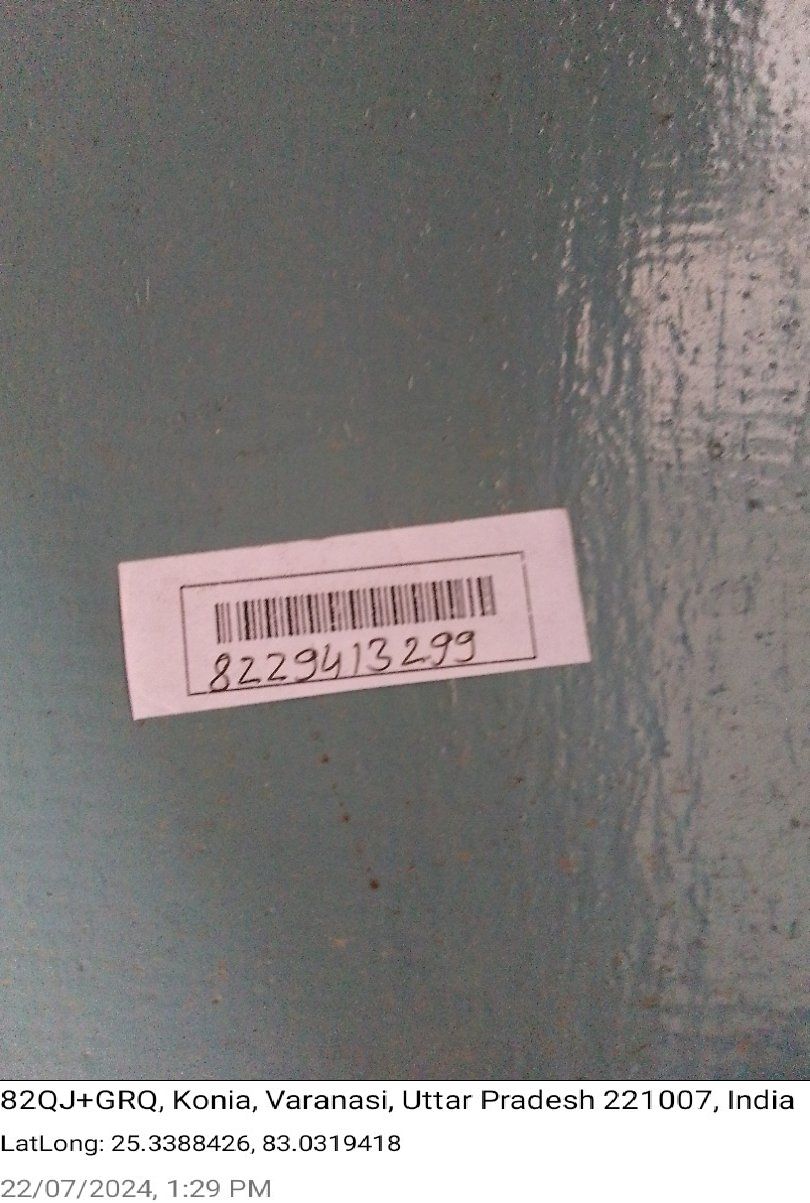 8229413299
82QJ+GRQ, Konia, Varanasi, Uttar Pradesh 221007, India
LatLong: 25.3388426, 83.0319418
22/07/2024, 1:29 PM